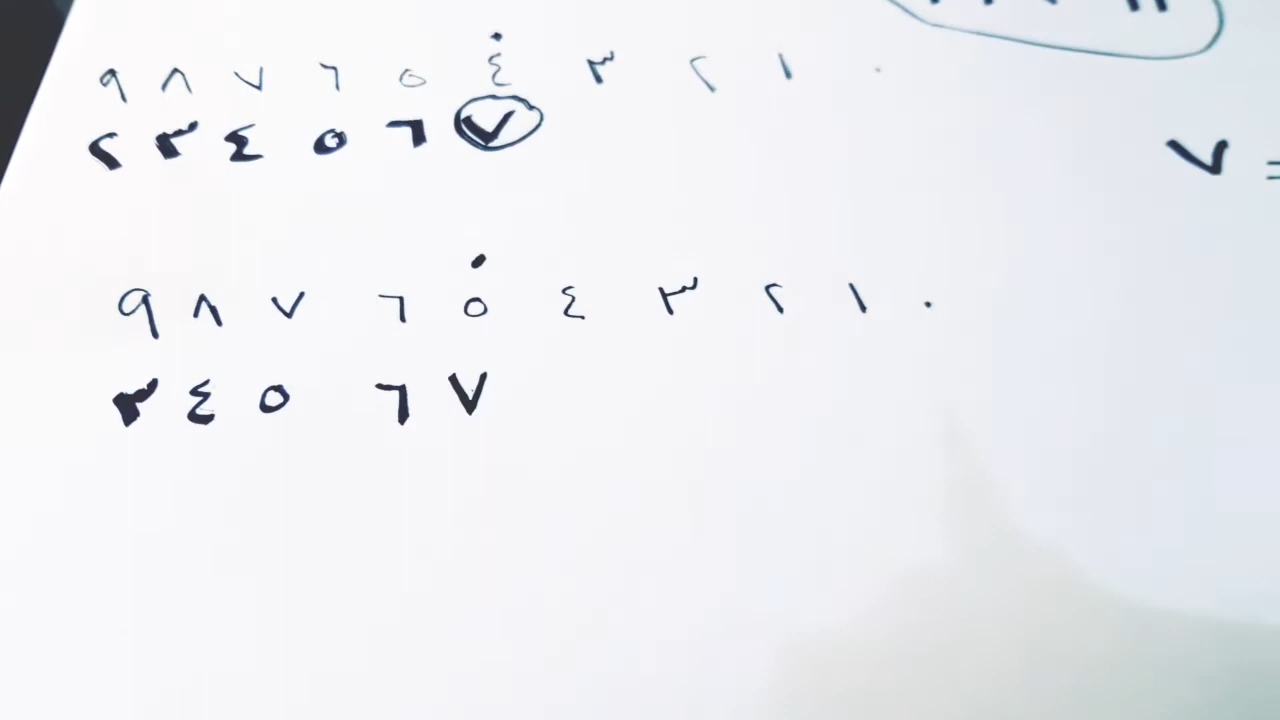 ٩ ٨ ٧ ٦ ٥ ٤ ٣ ٢ ١ ٠
٢ ٣ ٤ ٥ ٦ ٧
٧ =
٩ ٨ ٧ ٦ ٥ ٤ ٣ ٢ ١ ٠
٣ ٤ ٥ ٦ ٧